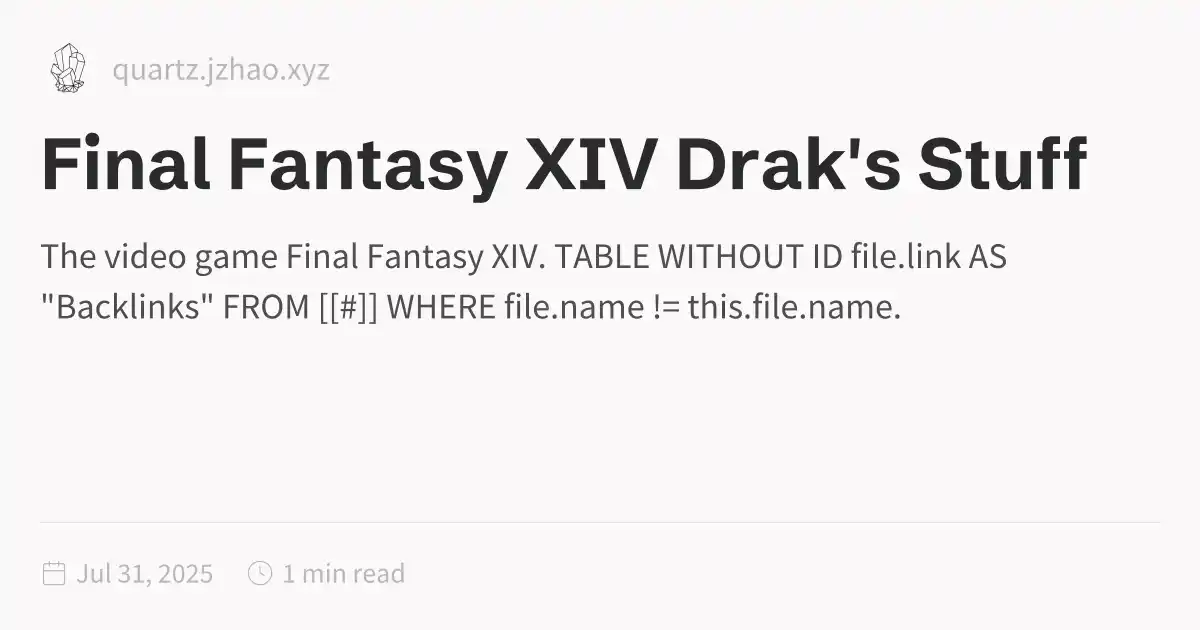 quartz.jzhao.xyz
Final Fantasy XIV Drak's Stuff
The video game Final Fantasy XIV. TABLE WITHOUT ID file.link AS
"Backlinks" FROM [[#]] WHERE file.name != this.file.name.
Jul 31, 2025 1 min read